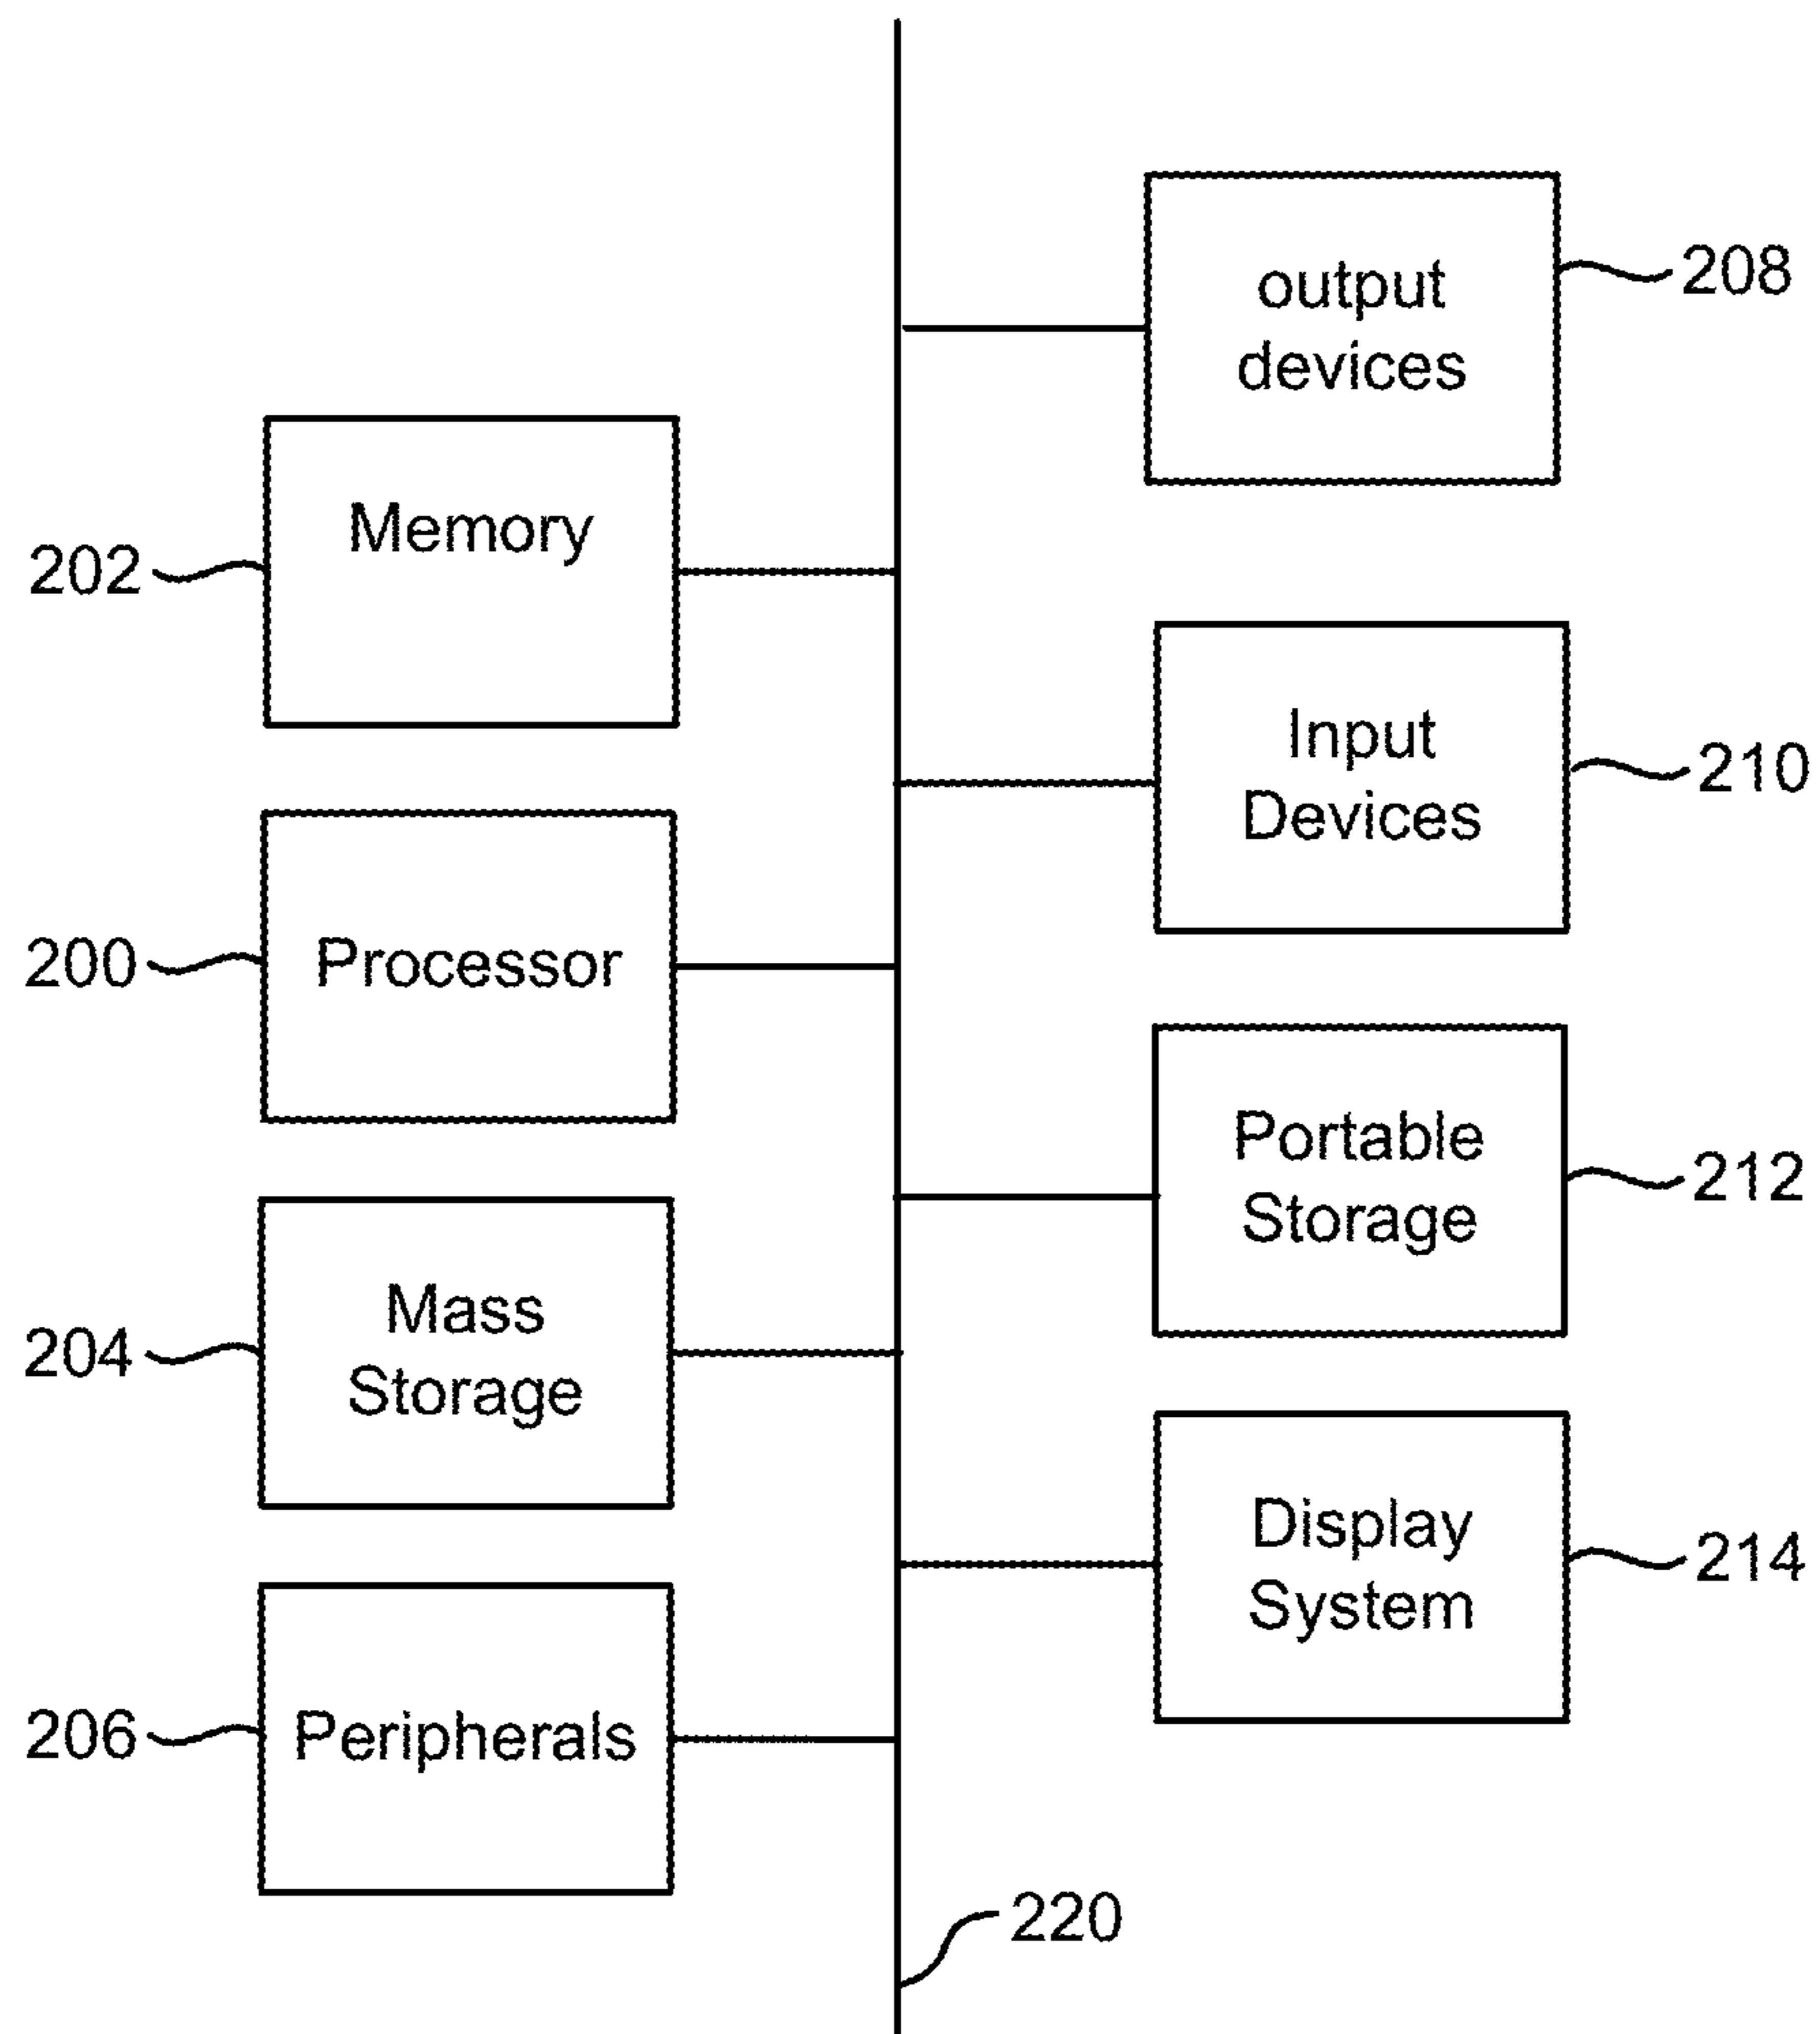 output
devices
208
Memory
202
Input
Devices
210
Processor
200
Portable
Storage
212
Mass
Storage
204
Display
System
214
Peripherals
206
220